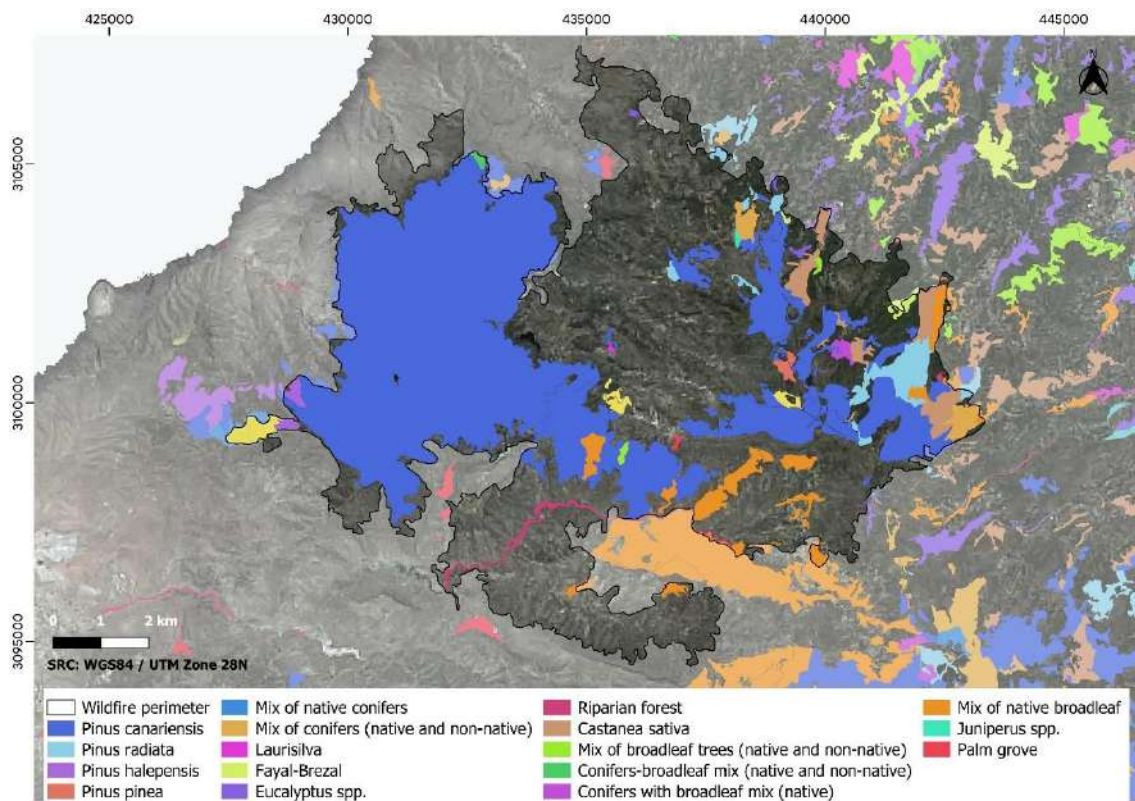 425000 430000 435000 440000 445000
3105000
3100000
3095000
0 1 2 km
SRC: WGS84 / UTM Zone 28N
Wildfire perimeter
Pinus canariensis
Pinus radiata
Pinus halepensis
Pinus pinea
Mix of native conifers
Mix of conifers (native and non-native)
Laurisilva
Fayal-Brezal
Eucalyptus spp.
Riparian forest
Castanea sativa
Mix of broadleaf trees (native and non-native)
Conifers-broadleaf mix (native and non-native)
Conifers with broadleaf mix (native)
Mix of native broadleaf
Juniperus spp.
Palm grove